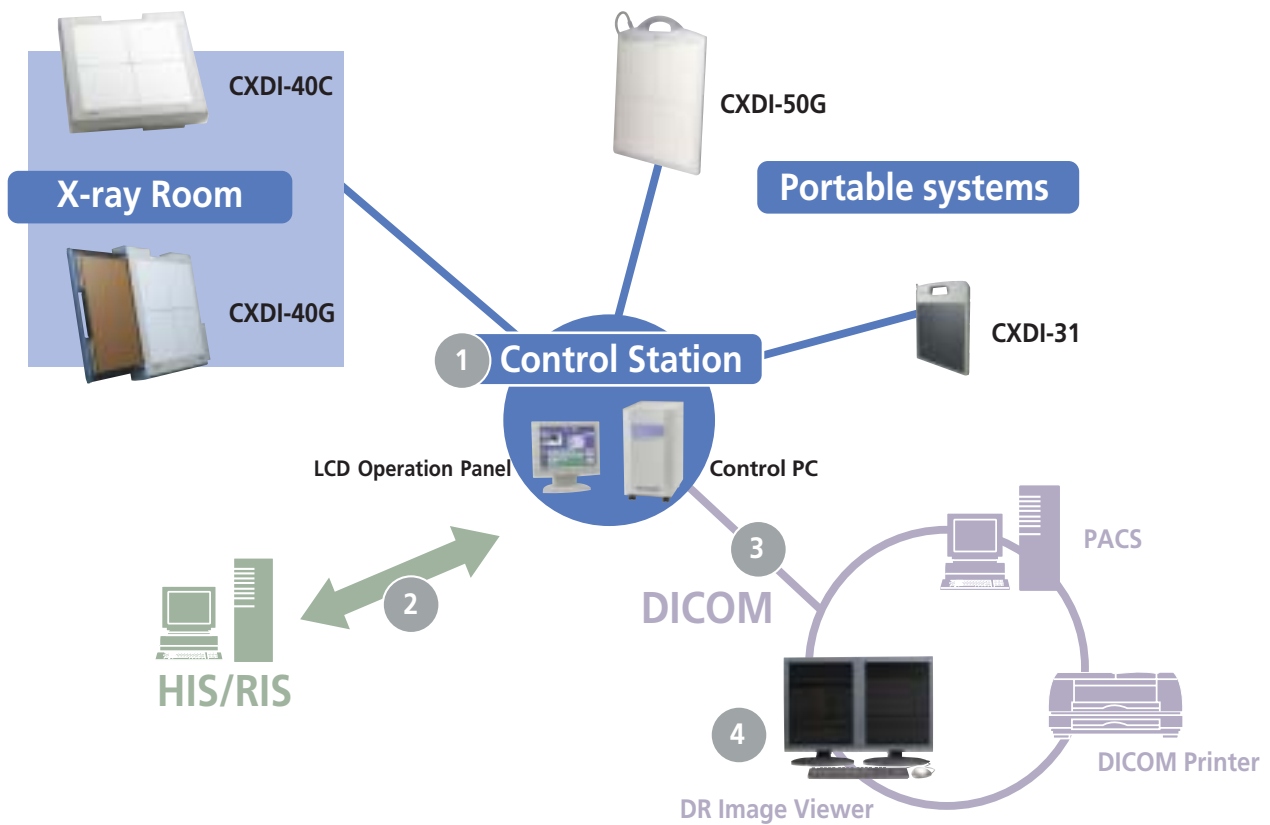 CXDI-40C
X-ray Room
CXDI-40G
CXDI-50G
Portable systems
CXDI-31
1
Control Station
LCD Operation Panel
Control PC
2
HIS/RIS
3
DICOM
PACS
4
DR Image Viewer
DICOM Printer